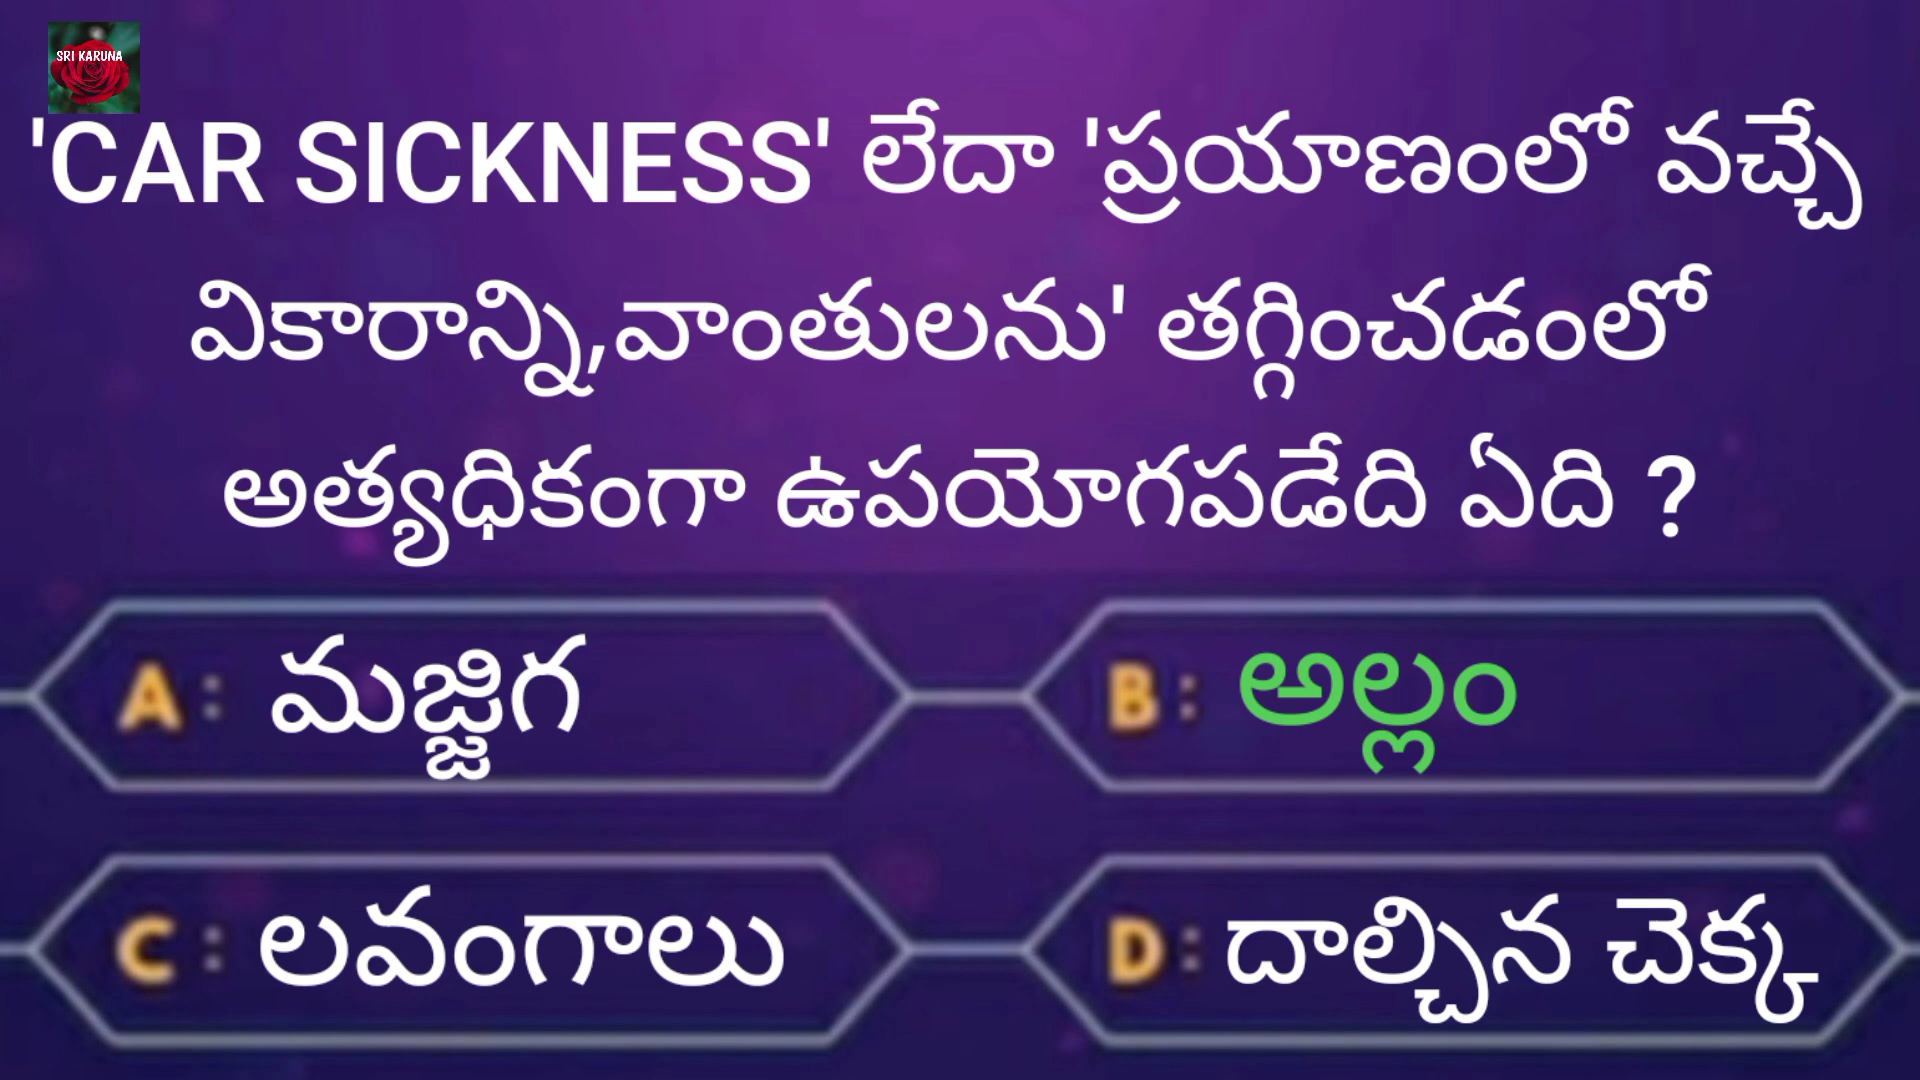 SRI KARUNA
'CAR SICKNESS' లేదా 'ప్రయాణంలో వచ్చే
వికారాన్ని,వాంతులను' తగ్గించడంలో
అత్యధికంగా ఉపయోగపడేది ఏది ?
A : మజ్జిగ
B : అల్లం
C : లవంగాలు
D : దాల్చిన చెక్క